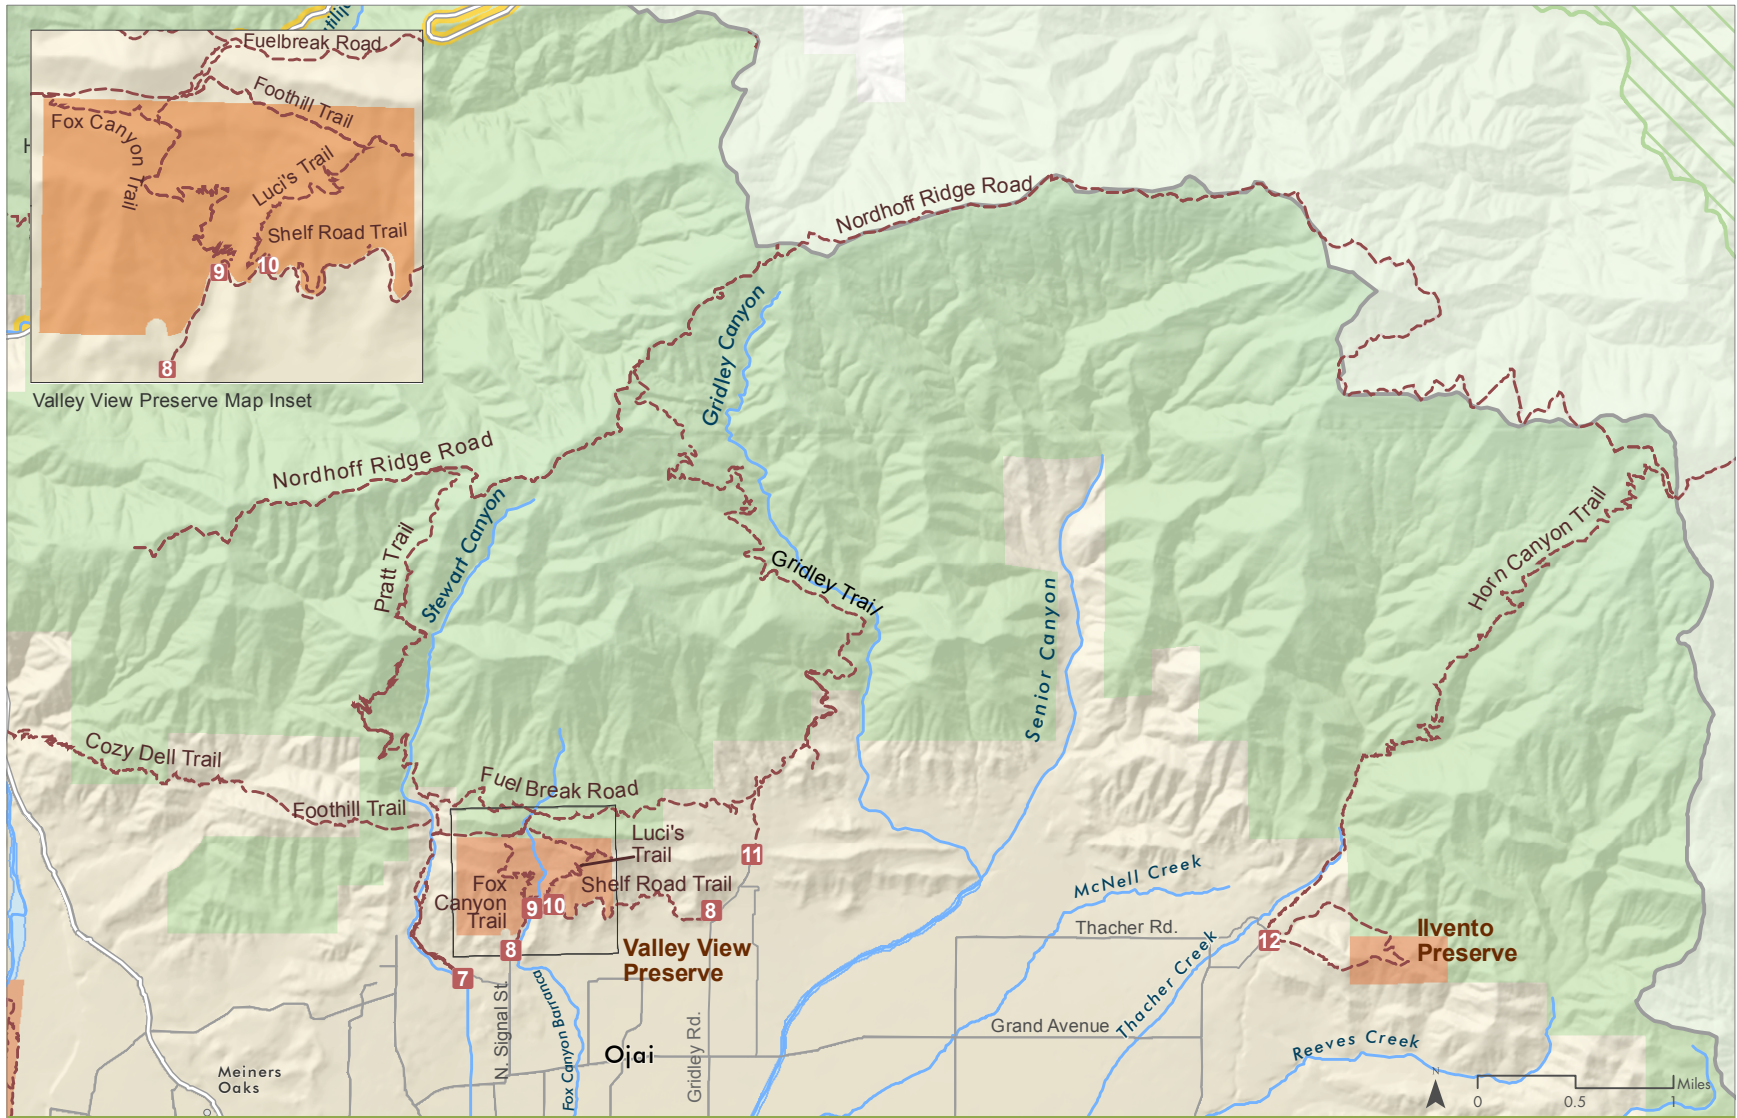 Fuelbreak Road
Foothill Trail
Fox Canyon Trail
Luci's Trail
Shelf Road Trail
9
10
8
Valley View Preserve Map Inset
Nordhoff Ridge Road
Gridley Canyon
Nordhoff Ridge Road
Stewart Canyon
Pratt Trail
Gridley Trail
Senior Canyon
Horn Canyon Trail
Cozy Dell Trail
Foothill Trail
Fuel Break Road
Luci's
Trail
Fox
Canyon
Trail
Shelf Road Trail
9
10
8
8
11
7
12
Valley View
Preserve
McNell Creek
Thacher Rd.
Thacher Creek
Ilvento
Preserve
N. Signal St.
Fox Canyon Barranca
Gridley Rd.
Grand Avenue
Ojai
Meiners
Oaks
Reeves Creek
N
Miles
0
0.5
1